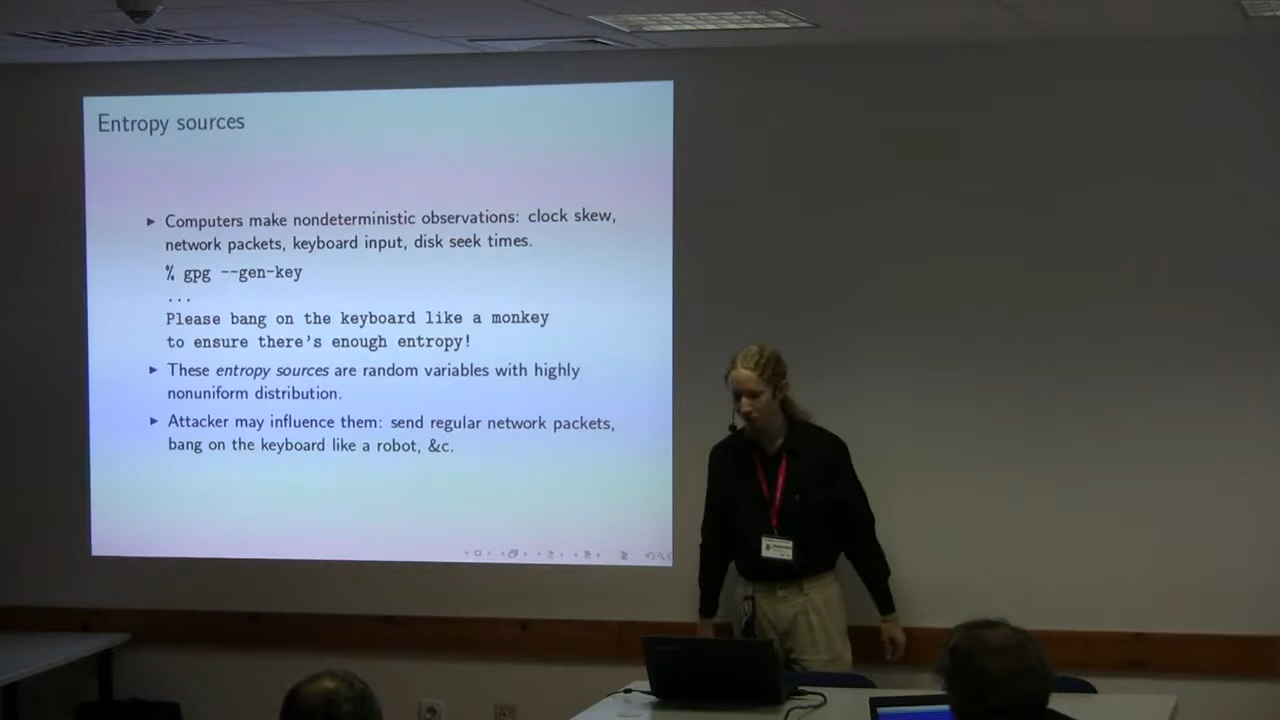 Entropy sources
▶ Computers make nondeterministic observations: clock skew,
network packets, keyboard input, disk seek times.
% gpg --gen-key
...
Please bang on the keyboard like a monkey
to ensure there's enough entropy!
▶ These entropy sources are random variables with highly
nonuniform distribution.
▶ Attacker may influence them: send regular network packets,
bang on the keyboard like a robot, &c.